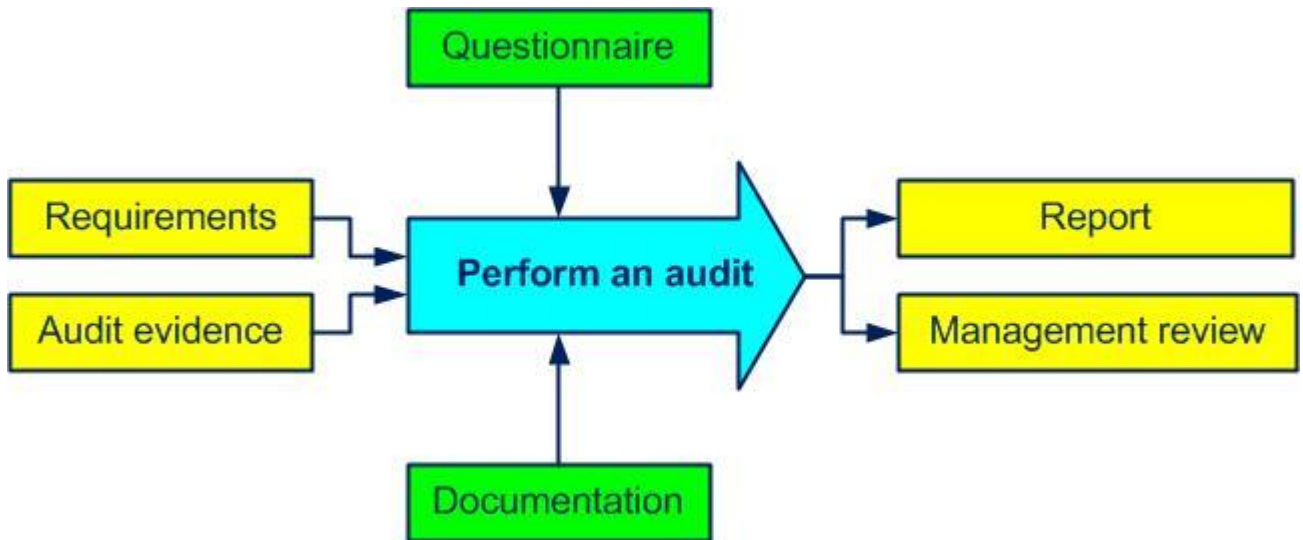 Questionnaire
Requirements
Audit evidence
Perform an audit
Report
Management review
Documentation